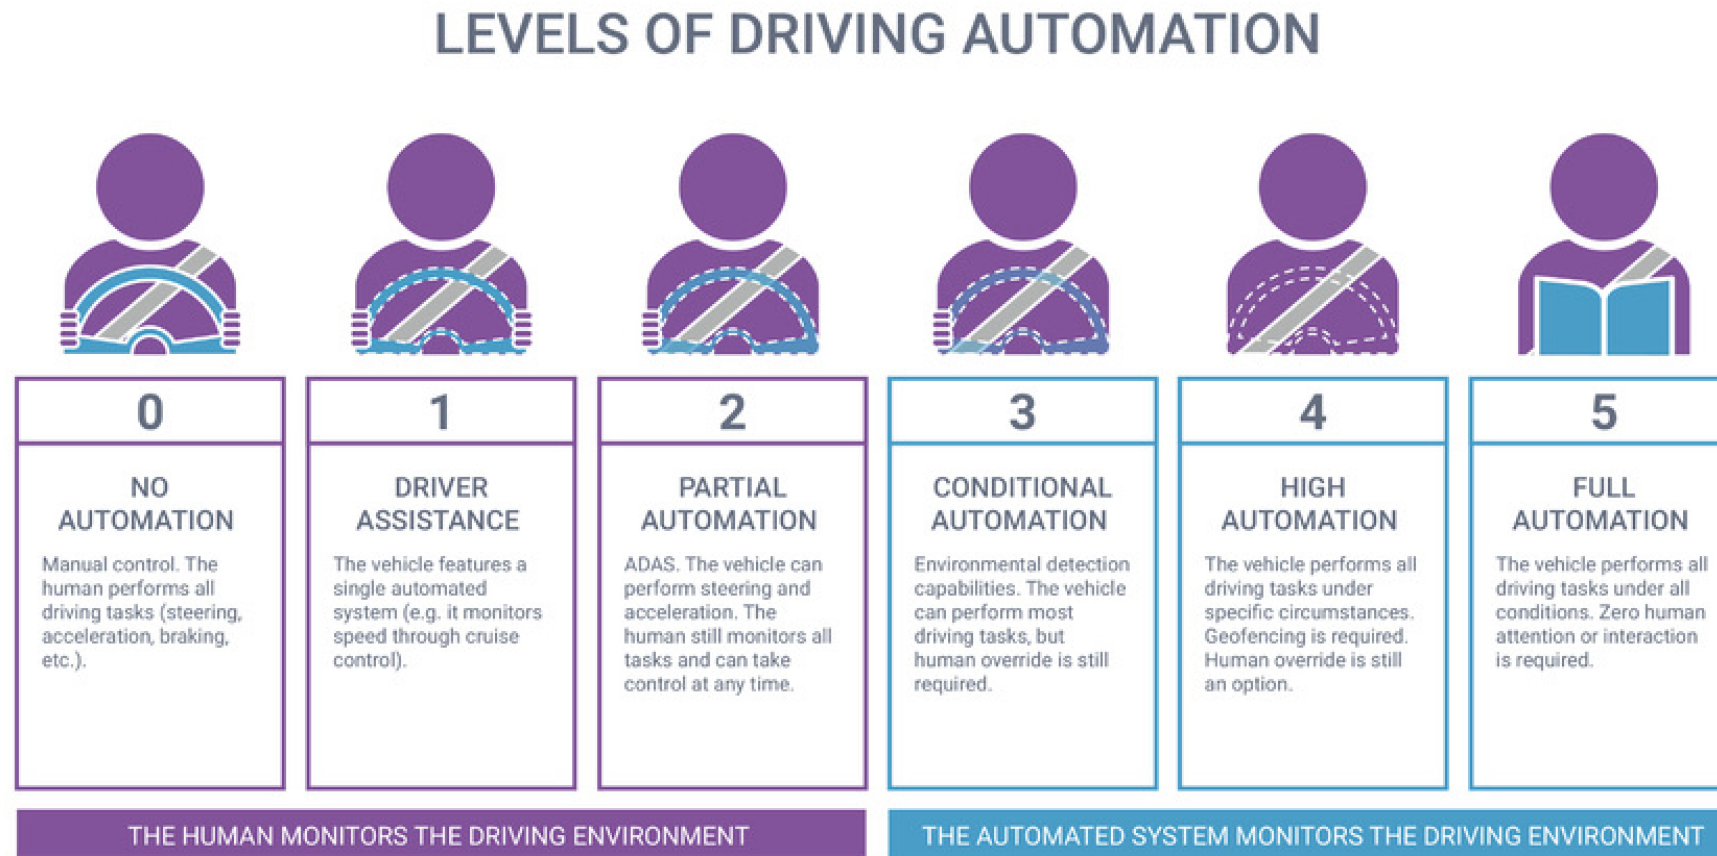 LEVELS OF DRIVING AUTOMATION
0
NO
AUTOMATION
Manual control. The
human performs all
driving tasks (steering,
acceleration, braking,
etc.).
1
DRIVER
ASSISTANCE
The vehicle features a
single automated
system (e.g. it monitors
speed through cruise
control).
2
PARTIAL
AUTOMATION
ADAS. The vehicle can
perform steering and
acceleration. The
human still monitors all
tasks and can take
control at any time.
3
CONDITIONAL
AUTOMATION
Environmental detection
capabilities. The vehicle
can perform most
driving tasks, but
human override is still
required.
4
HIGH
AUTOMATION
The vehicle performs all
driving tasks under
specific circumstances.
Geofencing is required.
Human override is still
an option.
5
FULL
AUTOMATION
The vehicle performs all
driving tasks under all
conditions. Zero human
attention or interaction
is required.
THE HUMAN MONITORS THE DRIVING ENVIRONMENT
THE AUTOMATED SYSTEM MONITORS THE DRIVING ENVIRONMENT